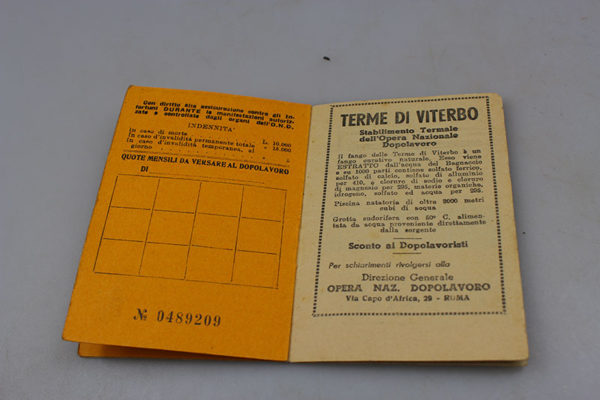 Con diritto alla assicurazione contro gli in-
fortuni DURANTE le manifestazioni autoriz-
zate e controllate dagli organi dell'O.N.D.
INDENNITA'
in caso di morte L. 10.000
in caso d'invalidità permanente totale » 15.000
in caso d'invalidità temporanea, al
giorno » 5
QUOTE MENSILI DA VERSARE AL DOPOLAVORO
DI
№ 0489209
TERME DI VITERBO
Stabilimento Termale
dell'Opera Nazionale
Dopolavoro
Il fango delle Terme di Viterbo è un
fango curativo naturale. Esso viene
ESTRATTO dall'acqua del Bagnaccio
e su 1000 parti contiene solfato ferrico,
solfato di calcio, solfato di alluminio
per 410, e cloruro di sodio e cloruro
di magnesio per 295, materie organiche,
idrogeno, solfato ed acqua per 295.
Piscina natatoria di oltre 2000 metri
cubi di acqua
Grotta sudorifera con 50° C. alimen-
tata da acqua proveniente direttamente
dalla sorgente
Sconto ai Dopolavoristi
Per schiarimenti rivolgersi alla
Direzione Generale
OPERA NAZ. DOPOLAVORO
Via Capo d'Africa, 29 - ROMA